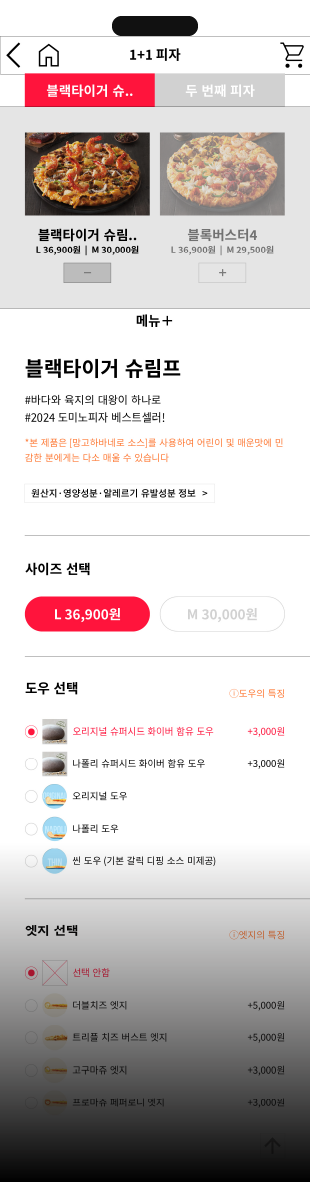 1+1 피자
블랙타이거 슈..
두 번째 피자
블랙타이거 슈림..
L 36,900원 | M 30,000원
−
블록버스터4
L 36,900원 | M 29,500원
+
메뉴+
블랙타이거 슈림프
#바다와 육지의 대왕이 하나로
#2024 도미노피자 베스트셀러!
*본 제품은 [망고하바네로 소스]를 사용하여 어린이 및 매운맛에 민
감한 분에게는 다소 매울 수 있습니다
원산지·영양성분·알레르기 유발성분 정보 >
사이즈 선택
L 36,900원
M 30,000원
도우 선택
ⓘ도우의 특징
오리지널 슈퍼시드 화이버 함유 도우 +3,000원
나폴리 슈퍼시드 화이버 함유 도우 +3,000원
오리지널 도우
나폴리 도우
씬 도우 (기본 갈릭 디핑 소스 미제공)
엣지 선택
ⓘ엣지의 특징
선택 안함
더블치즈 엣지 +5,000원
트리플 치즈 버스트 엣지 +5,000원
고구마쥬 엣지 +3,000원
프로마쥬 페퍼로니 엣지 +3,000원